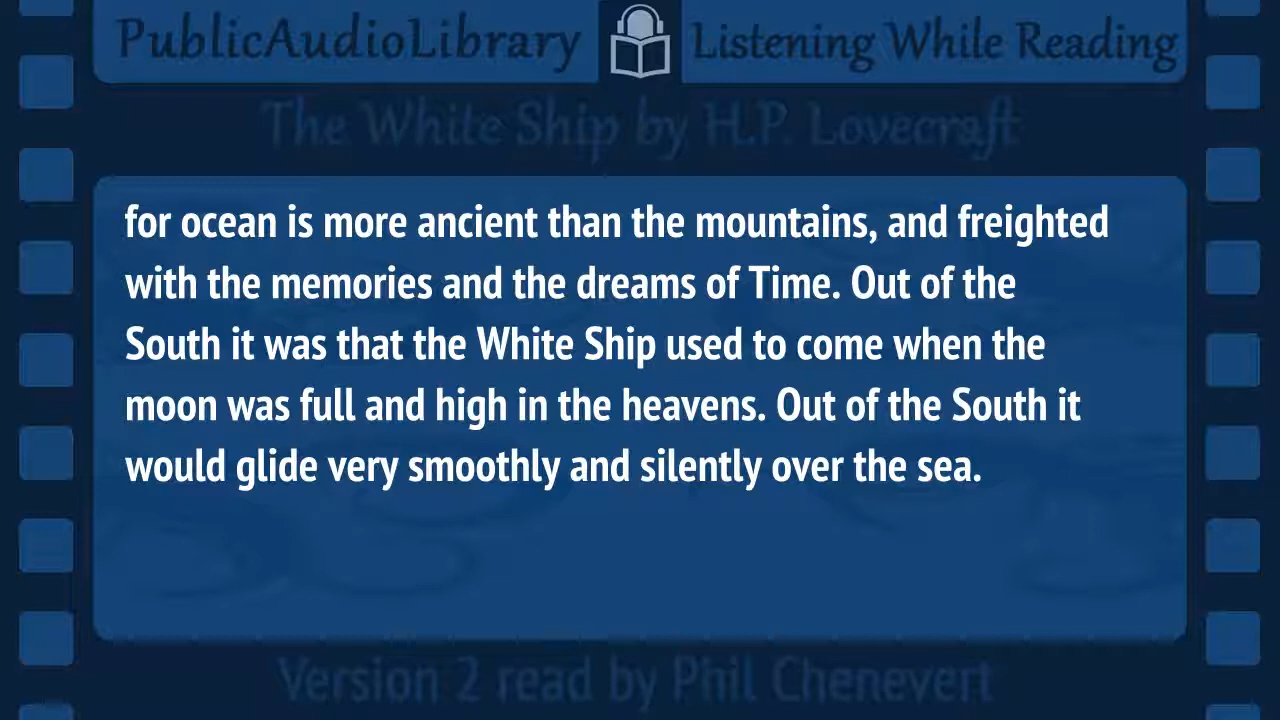 PublicAudioLibrary Listening While Reading
The White Ship by H.P. Lovecraft
for ocean is more ancient than the mountains, and freighted
with the memories and the dreams of Time. Out of the
South it was that the White Ship used to come when the
moon was full and high in the heavens. Out of the South it
would glide very smoothly and silently over the sea.
Version 2 read by Phil Chenevert